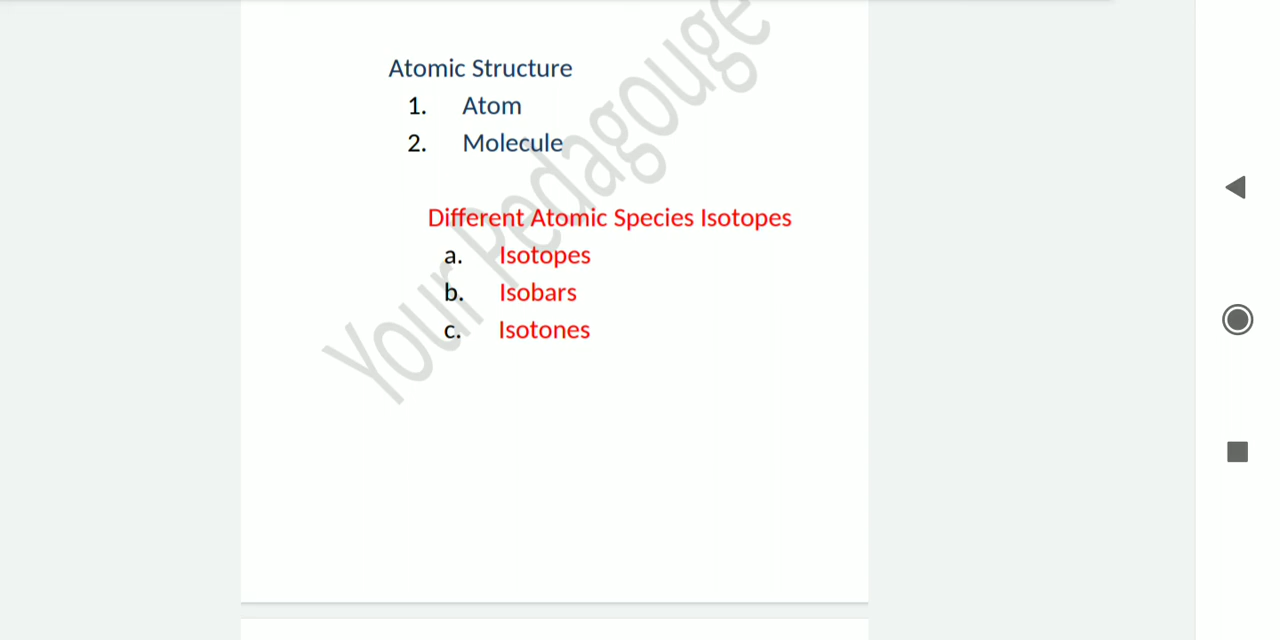 Atomic Structure
1. Atom
2. Molecule
Different Atomic Species Isotopes
a. Isotopes
b. Isobars
c. Isotones
Your Pedagouge